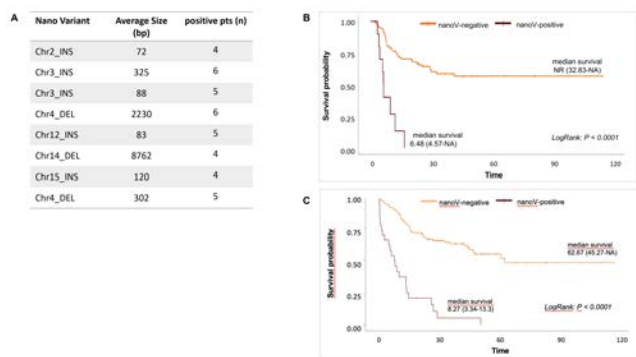 A
Nano Variant Average Size (bp) positive pts (n)
Chr2_INS 72 4
Chr3_INS 325 6
Chr3_INS 88 5
Chr4_DEL 2230 6
Chr12_INS 83 5
Chr14_DEL 8762 4
Chr15_INS 120 4
Chr4_DEL 302 5
B
nanoV-negative nanoV-positive
Survival probability
1.00
0.75
0.50
0.25
0.00
median survival
NR (32.83-NA)
median survival
6.48 (4.57-NA)
LogRank: P < 0.0001
0 30 60 90 120
Time
C
nanoV-negative nanoV-positive
Survival probability
1.00
0.75
0.50
0.25
0.00
median survival
62.67 (45.27-NA)
median survival
8.27 (3.34-13.3)
LogRank: P < 0.0001
0 30 60 90 120
Time